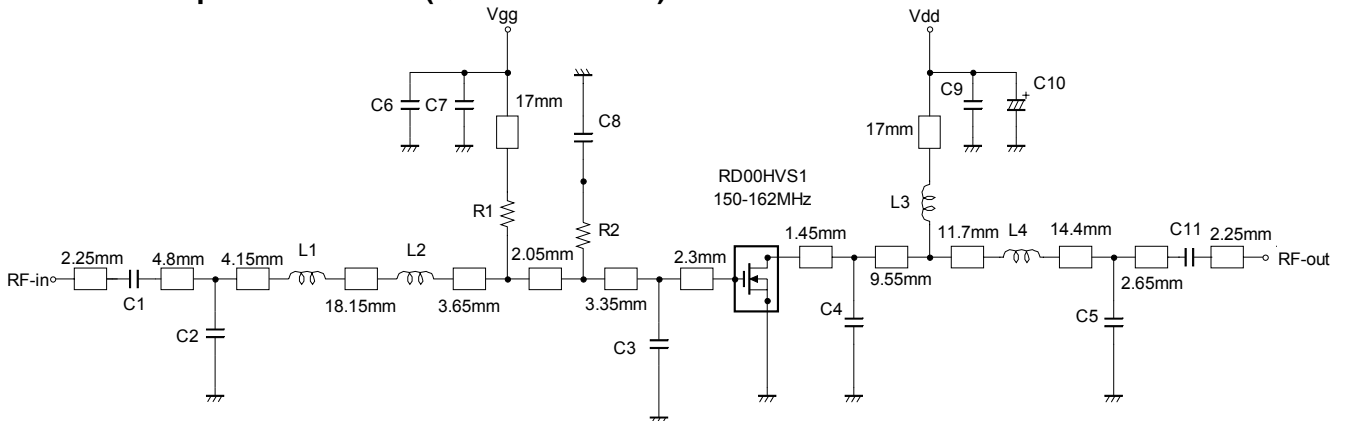 Vgg
Vdd
C6
C7
17mm
C8
C9
C10
+
17mm
RD00HVS1
150-162MHz
R1
R2
L3
2.25mm
4.8mm
4.15mm
L1
L2
2.05mm
2.3mm
1.45mm
11.7mm
L4
14.4mm
C11
2.25mm
RF-in
RF-out
C1
18.15mm
3.65mm
3.35mm
9.55mm
2.65mm
C2
C3
C4
C5